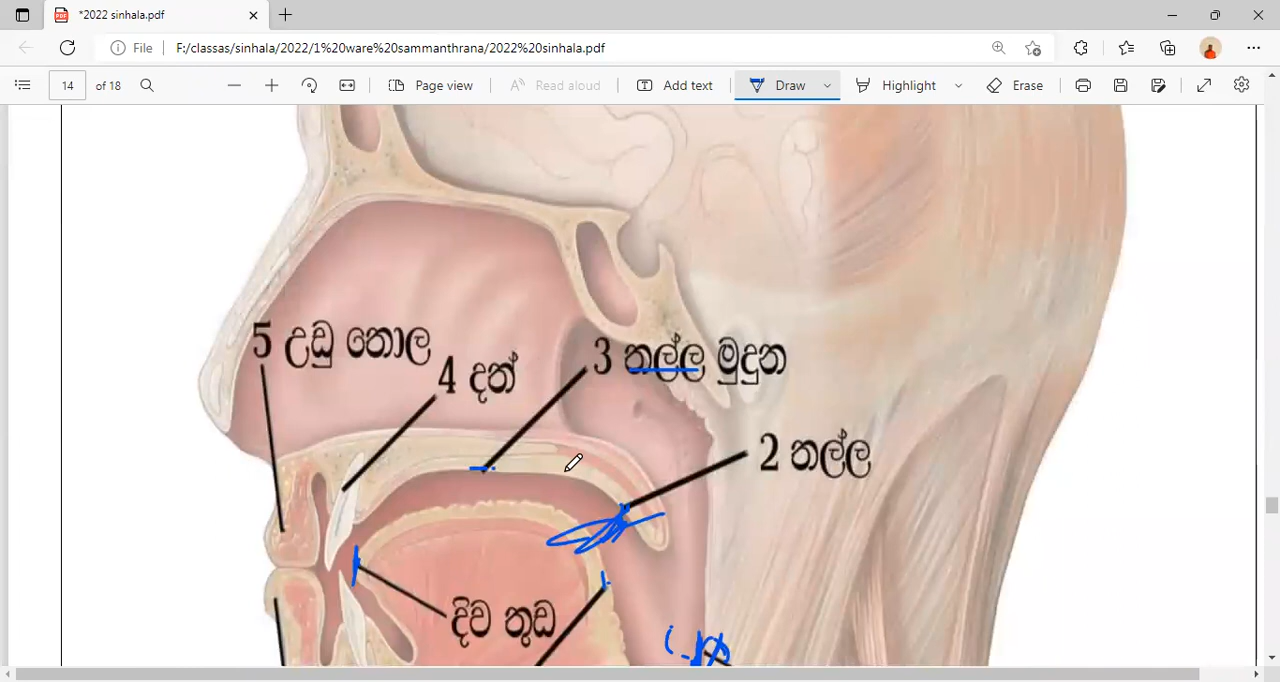 *2022 sinhala.pdf
File
F:/classas/sinhala/2022/1%20ware%20sammanthrana/2022%20sinhala.pdf
14 of 18
Page view
Read aloud
Add text
Draw
Highlight
Erase
5 උඩු තොල
4 දත්
3 තල්ල මුදුන
2 තල්ල
දිව තුඩ